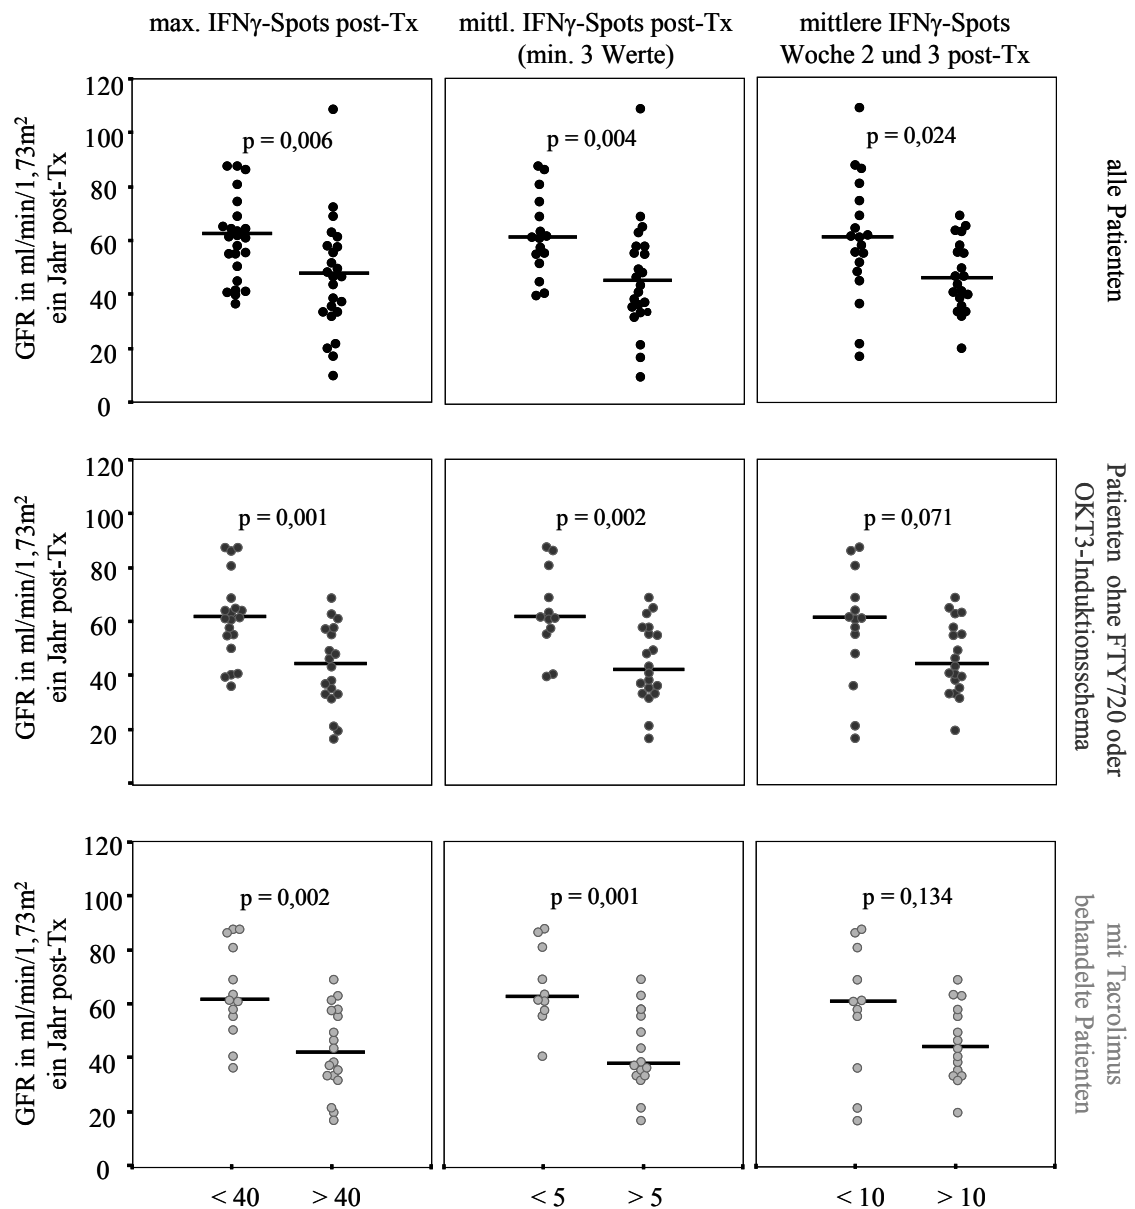 max. IFNγ-Spots post-Tx
mittl. IFNγ-Spots post-Tx
(min. 3 Werte)
mittlere IFNγ-Spots
Woche 2 und 3 post-Tx
GFR in ml/min/1,73m²
ein Jahr post-Tx
120
100
80
60
40
20
0
p = 0,006
p = 0,004
p = 0,024
alle Patienten
GFR in ml/min/1,73m²
ein Jahr post-Tx
120
100
80
60
40
20
p = 0,001
p = 0,002
p = 0,071
Patienten ohne FTY720 oder
OKT3-Induktionsschema
GFR in ml/min/1,73m²
ein Jahr post-Tx
120
100
80
60
40
20
0
p = 0,002
p = 0,001
p = 0,134
mit Tacrolimus
behandelte Patienten
< 40
> 40
< 5
> 5
< 10
> 10